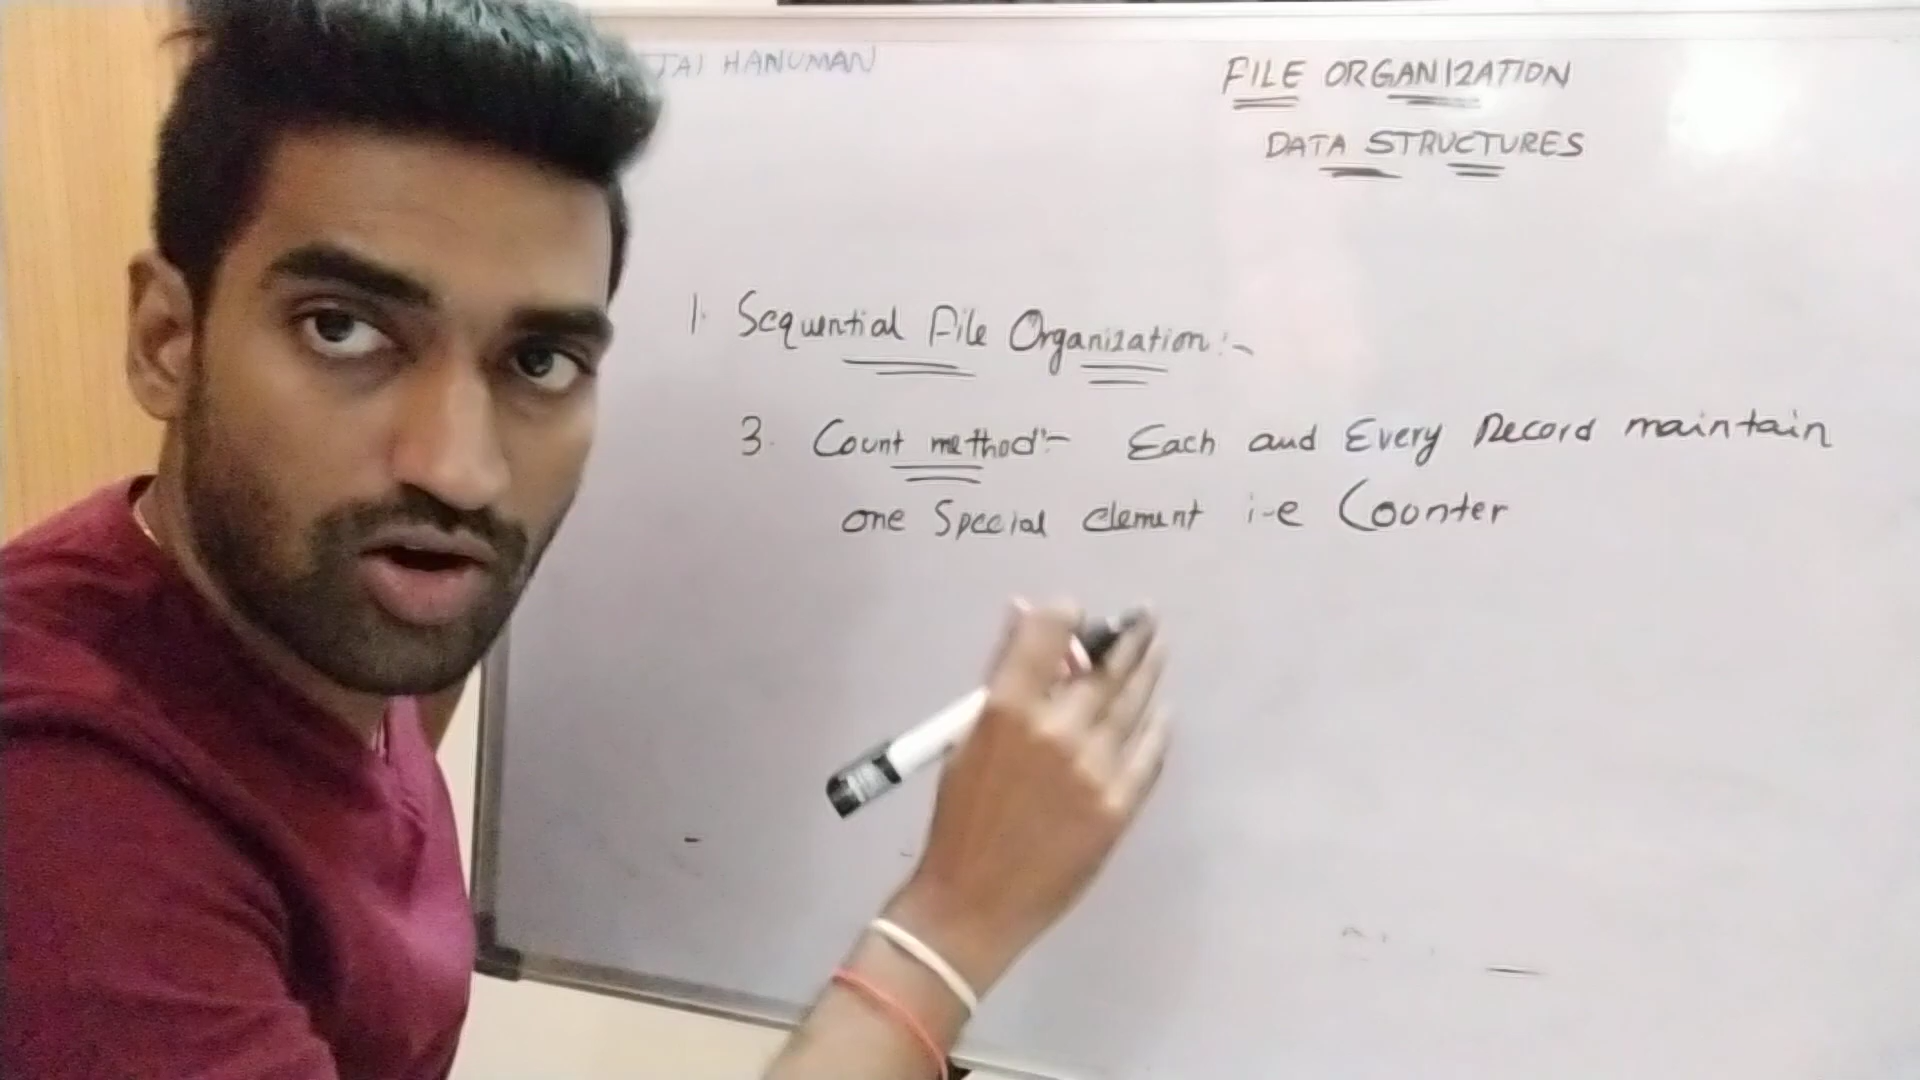 JAI HANUMAN
FILE ORGANIZATION
DATA STRUCTURES
1. Sequential File Organization :-
3. Count method :- Each and Every Record maintain
one Special element i-e Counter